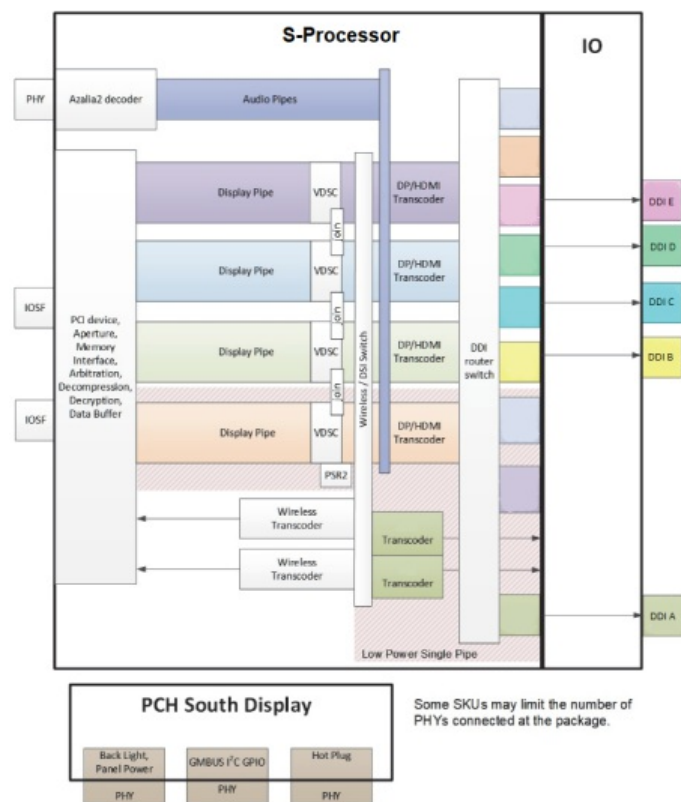 S-Processor
IO
PHY
Azalia2 decoder
Audio Pipes
Display Pipe
VDSC
DP/HDMI
Transcoder
DDI E
Join
DDI D
Display Pipe
VDSC
DP/HDMI
Transcoder
IOSF
DDI C
Join
PCI device,
Aperture,
Memory
Interface,
Arbitration,
Decompression,
Decryption,
Data Buffer
Display Pipe
VDSC
Wireless / DSI Switch
DP/HDMI
Transcoder
DDI
router
switch
DDI B
Join
IOSF
Display Pipe
VDSC
DP/HDMI
Transcoder
PSR2
Wireless
Transcoder
Transcoder
Wireless
Transcoder
Transcoder
DDI A
Low Power Single Pipe
PCH South Display
Some SKUs may limit the number of
PHYs connected at the package.
Back Light,
Panel Power
GMBUS I²C GPIO
Hot Plug
PHY
PHY
PHY